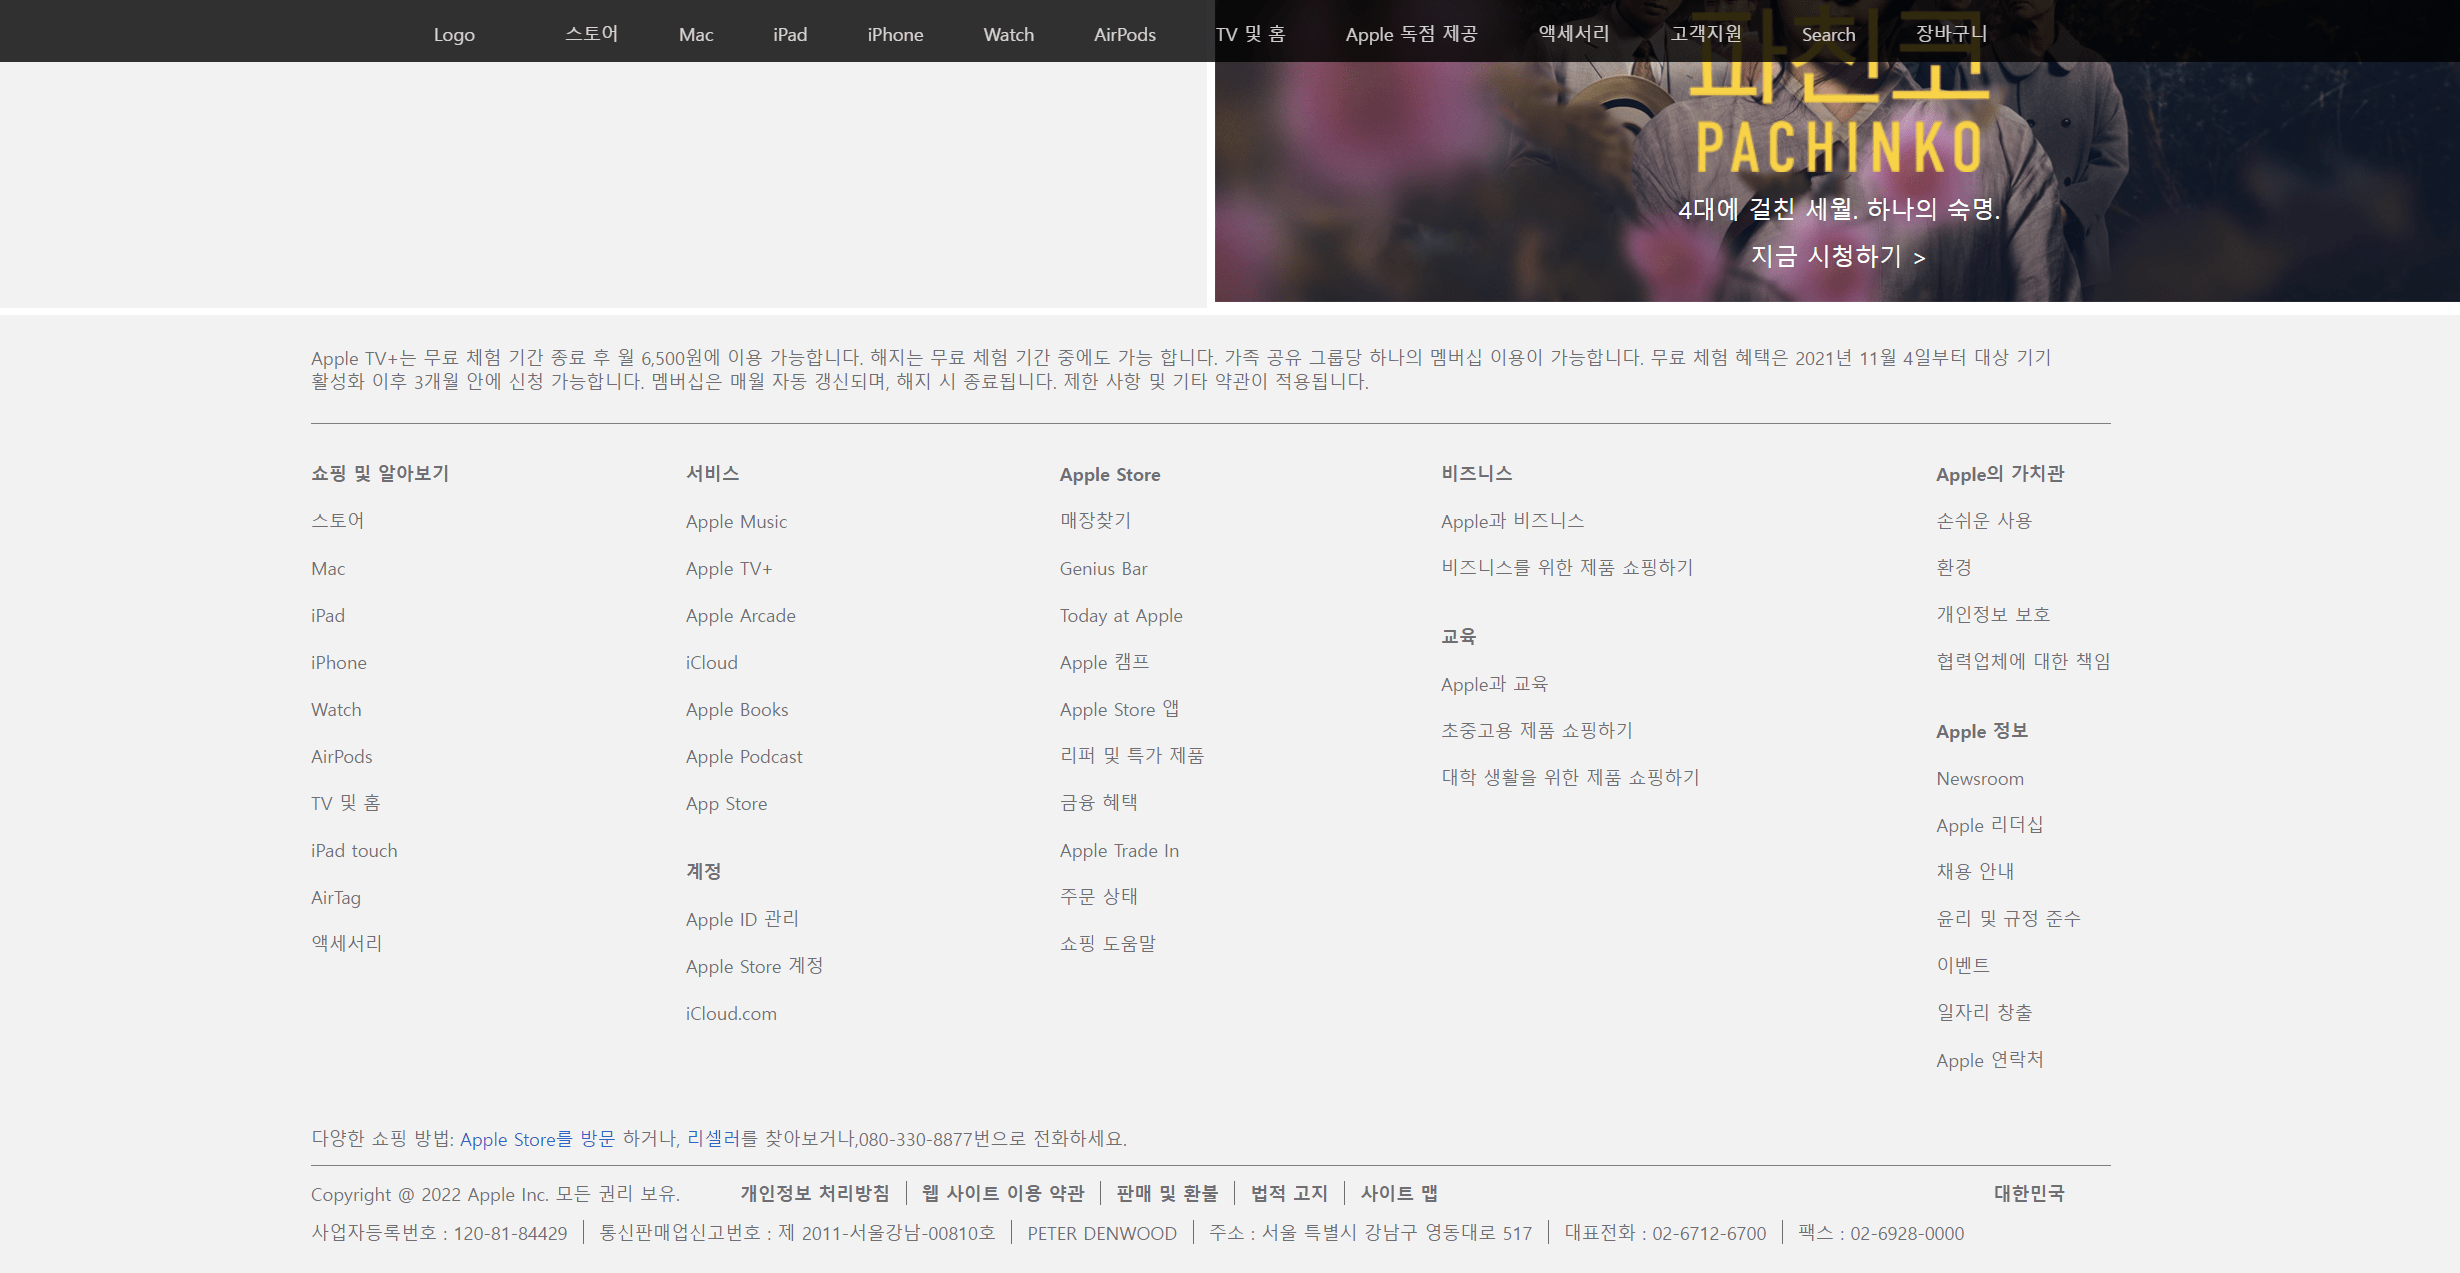 Logo 스토어 Mac iPad iPhone Watch AirPods TV 및 홈 Apple 독점 제공 액세서리 고객지원 Search 장바구니
파친코
PACHINKO
4대에 걸친 세월. 하나의 숙명.
지금 시청하기 >
Apple TV+는 무료 체험 기간 종료 후 월 6,500원에 이용 가능합니다. 해지는 무료 체험 기간 중에도 가능 합니다. 가족 공유 그룹당 하나의 멤버십 이용이 가능합니다. 무료 체험 혜택은 2021년 11월 4일부터 대상 기기
활성화 이후 3개월 안에 신청 가능합니다. 멤버십은 매월 자동 갱신되며, 해지 시 종료됩니다. 제한 사항 및 기타 약관이 적용됩니다.
쇼핑 및 알아보기
스토어
Mac
iPad
iPhone
Watch
AirPods
TV 및 홈
iPad touch
AirTag
액세서리
서비스
Apple Music
Apple TV+
Apple Arcade
iCloud
Apple Books
Apple Podcast
App Store
계정
Apple ID 관리
Apple Store 계정
iCloud.com
Apple Store
매장찾기
Genius Bar
Today at Apple
Apple 캠프
Apple Store 앱
리퍼 및 특가 제품
금융 혜택
Apple Trade In
주문 상태
쇼핑 도움말
비즈니스
Apple과 비즈니스
비즈니스를 위한 제품 쇼핑하기
교육
Apple과 교육
초중고용 제품 쇼핑하기
대학 생활을 위한 제품 쇼핑하기
Apple의 가치관
손쉬운 사용
환경
개인정보 보호
협력업체에 대한 책임
Apple 정보
Newsroom
Apple 리더십
채용 안내
윤리 및 규정 준수
이벤트
일자리 창출
Apple 연락처
다양한 쇼핑 방법: Apple Store를 방문 하거나, 리셀러를 찾아보거나,080-330-8877번으로 전화하세요.
Copyright @ 2022 Apple Inc. 모든 권리 보유. 개인정보 처리방침 웹 사이트 이용 약관 판매 및 환불 법적 고지 사이트 맵 대한민국
사업자등록번호 : 120-81-84429 통신판매업신고번호 : 제 2011-서울강남-00810호 PETER DENWOOD 주소 : 서울 특별시 강남구 영동대로 517 대표전화 : 02-6712-6700 팩스 : 02-6928-0000